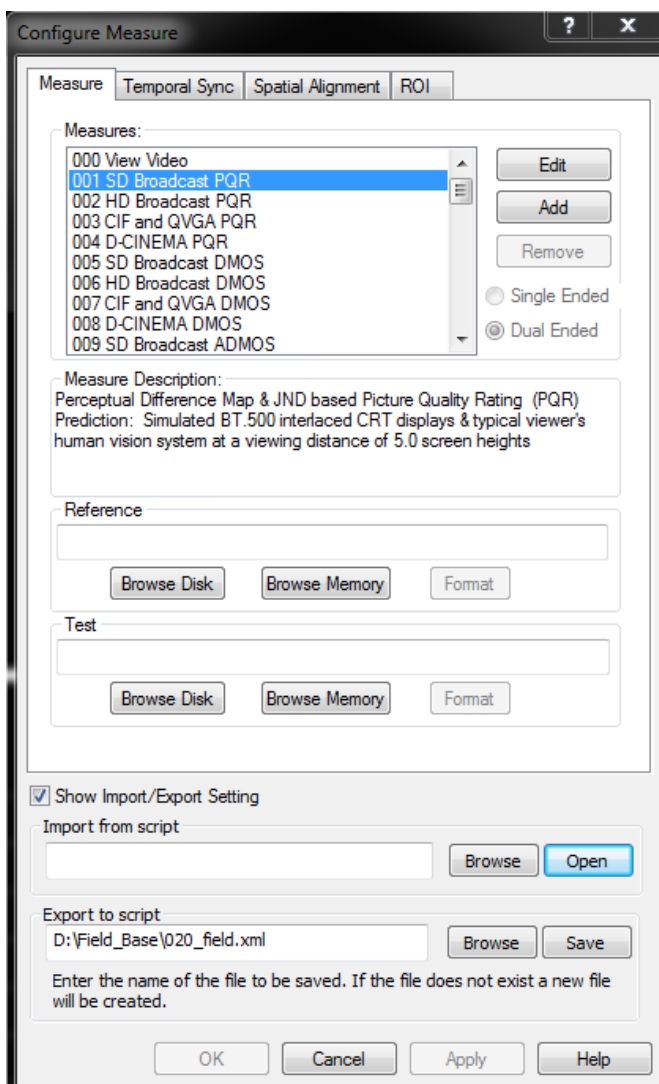 Configure Measure
?
X
Measure
Temporal Sync
Spatial Alignment
ROI
Measures:
000 View Video
001 SD Broadcast PQR
002 HD Broadcast PQR
003 CIF and QVGA PQR
004 D-CINEMA PQR
005 SD Broadcast DMOS
006 HD Broadcast DMOS
007 CIF and QVGA DMOS
008 D-CINEMA DMOS
009 SD Broadcast ADMOS
Edit
Add
Remove
Single Ended
Dual Ended
Measure Description:
Perceptual Difference Map & JND based Picture Quality Rating (PQR)
Prediction: Simulated BT.500 interlaced CRT displays & typical viewer's
human vision system at a viewing distance of 5.0 screen heights
Reference
Browse Disk
Browse Memory
Format
Test
Browse Disk
Browse Memory
Format
Show Import/Export Setting
Import from script
Browse
Open
Export to script
D:\Field_Base\020_field.xml
Browse
Save
Enter the name of the file to be saved. If the file does not exist a new file
will be created.
OK
Cancel
Apply
Help